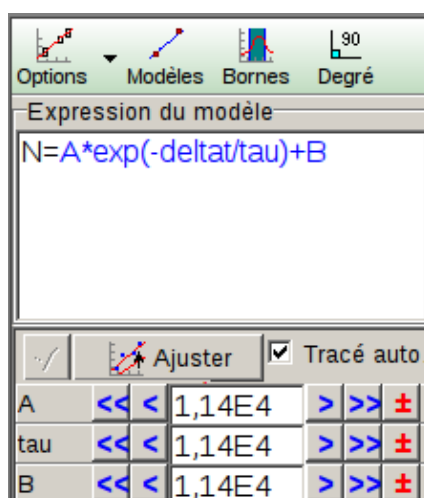 90
Options Modèles Bornes Degré
Expression du modèle
N=A*exp(-deltat/tau)+B
Ajuster Tracé auto
A << < 1,14E4 > >> ±
tau << < 1,14E4 > >> ±
B << < 1,14E4 > >> ±